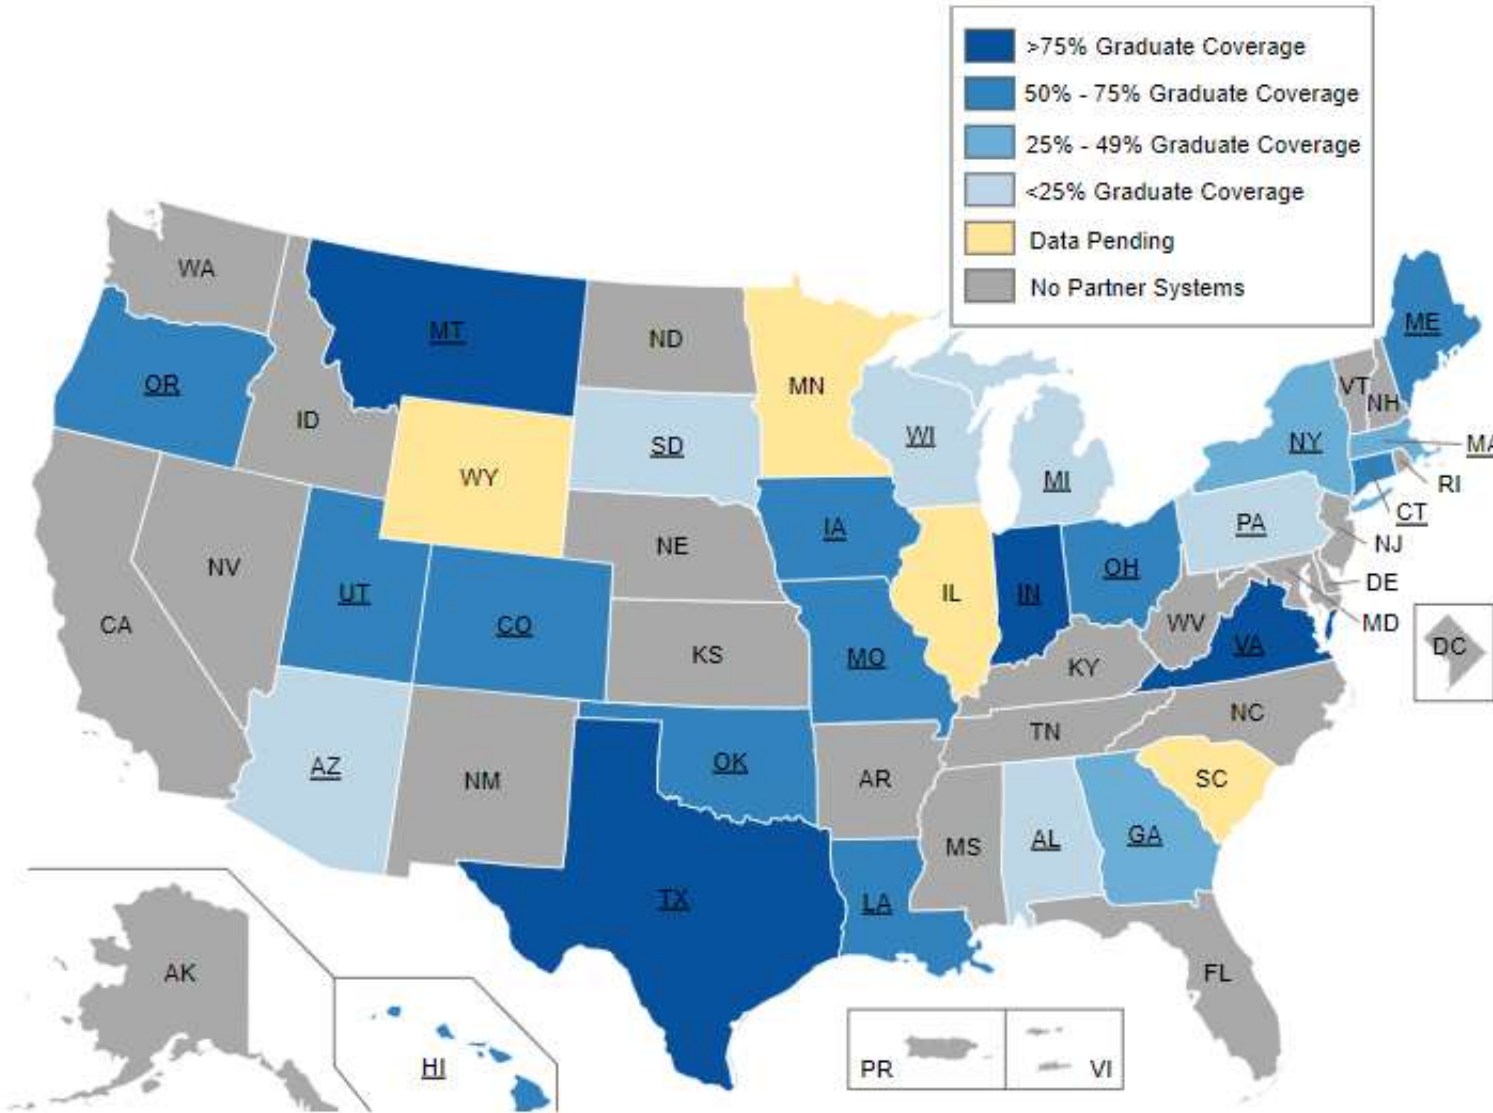 >75% Graduate Coverage
50% - 75% Graduate Coverage
25% - 49% Graduate Coverage
<25% Graduate Coverage
Data Pending
No Partner Systems
WA
MT
ND
MN
ME
OR
ID
WY
SD
WI
MI
NY
VT
NH
MA
RI
CT
NJ
DE
MD
DC
PA
IA
NE
NV
UT
CO
CA
KS
MO
IL
IN
OH
WV
VA
KY
NC
TN
SC
AZ
NM
OK
AR
MS
AL
GA
TX
LA
FL
AK
HI
PR
VI